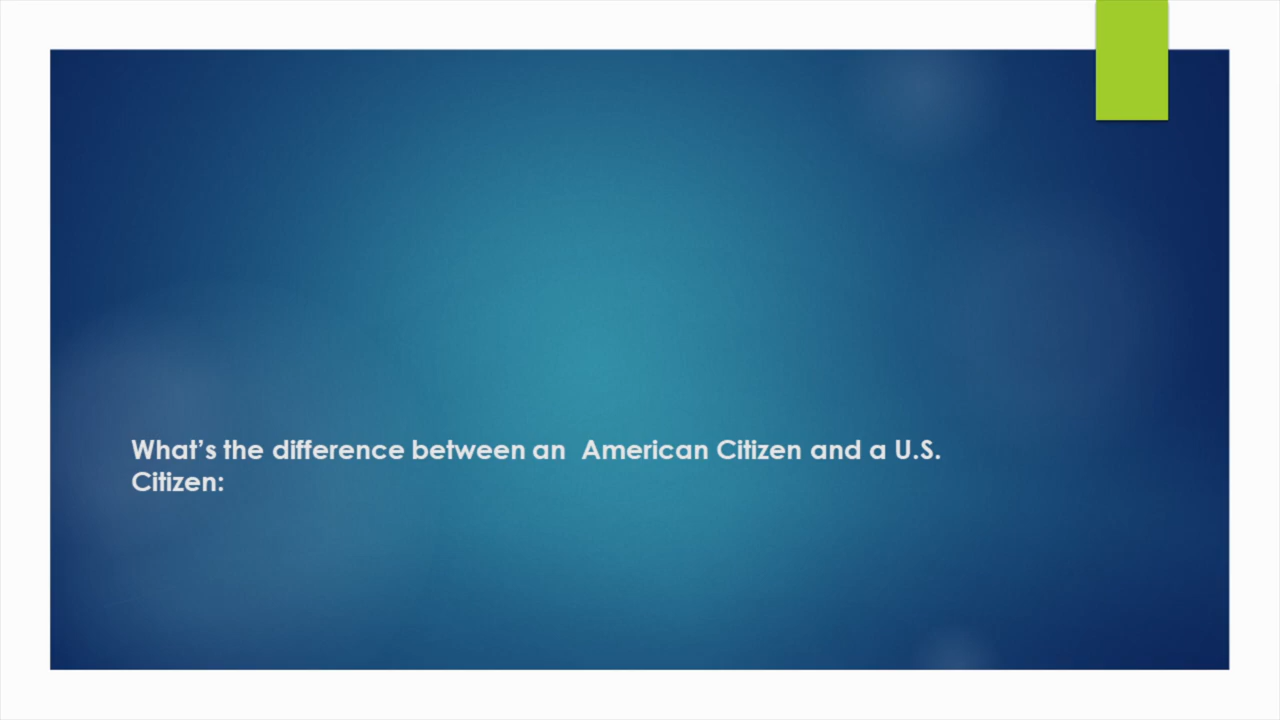 What’s the difference between an  American Citizen and a U.S.
Citizen: